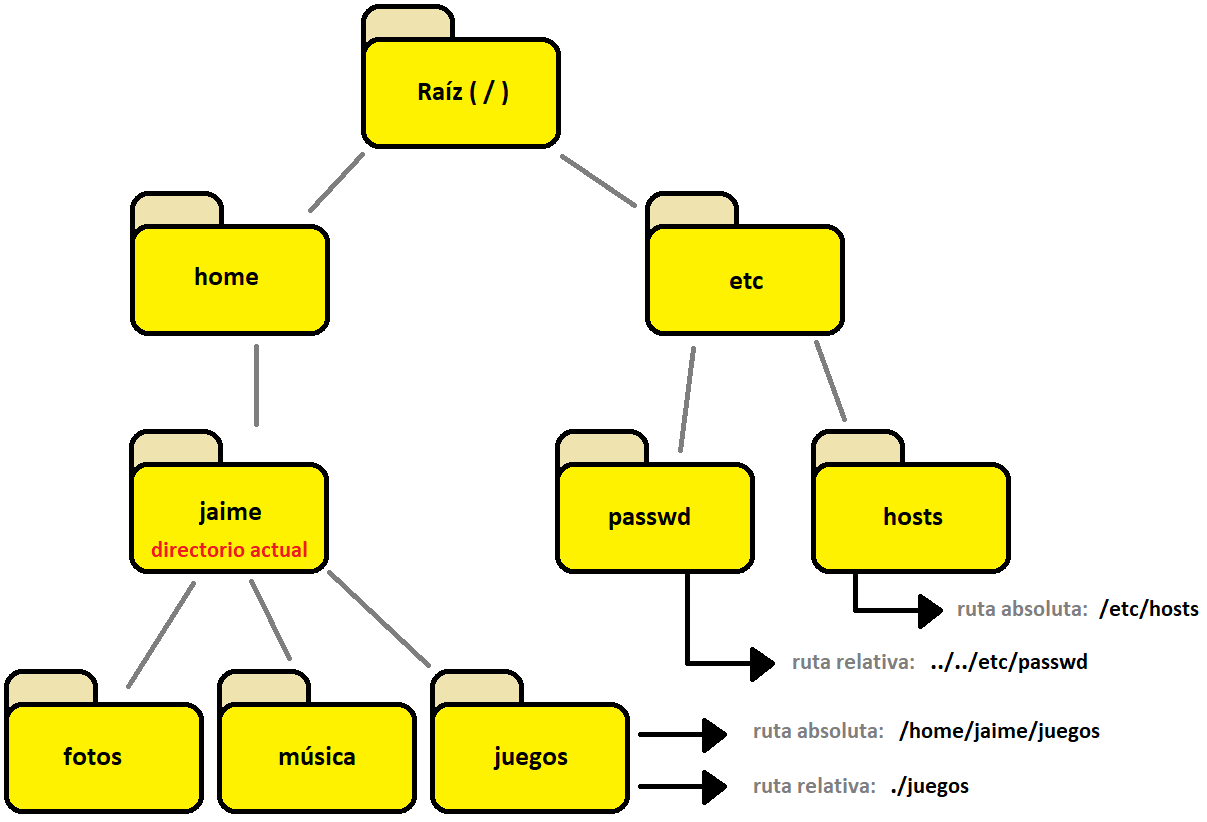 Raíz ( / )
home
etc
jaime
directorio actual
passwd
hosts
ruta absoluta: /etc/hosts
ruta relativa: ../../etc/passwd
fotos
música
juegos
ruta absoluta: /home/jaime/juegos
ruta relativa: ./juegos